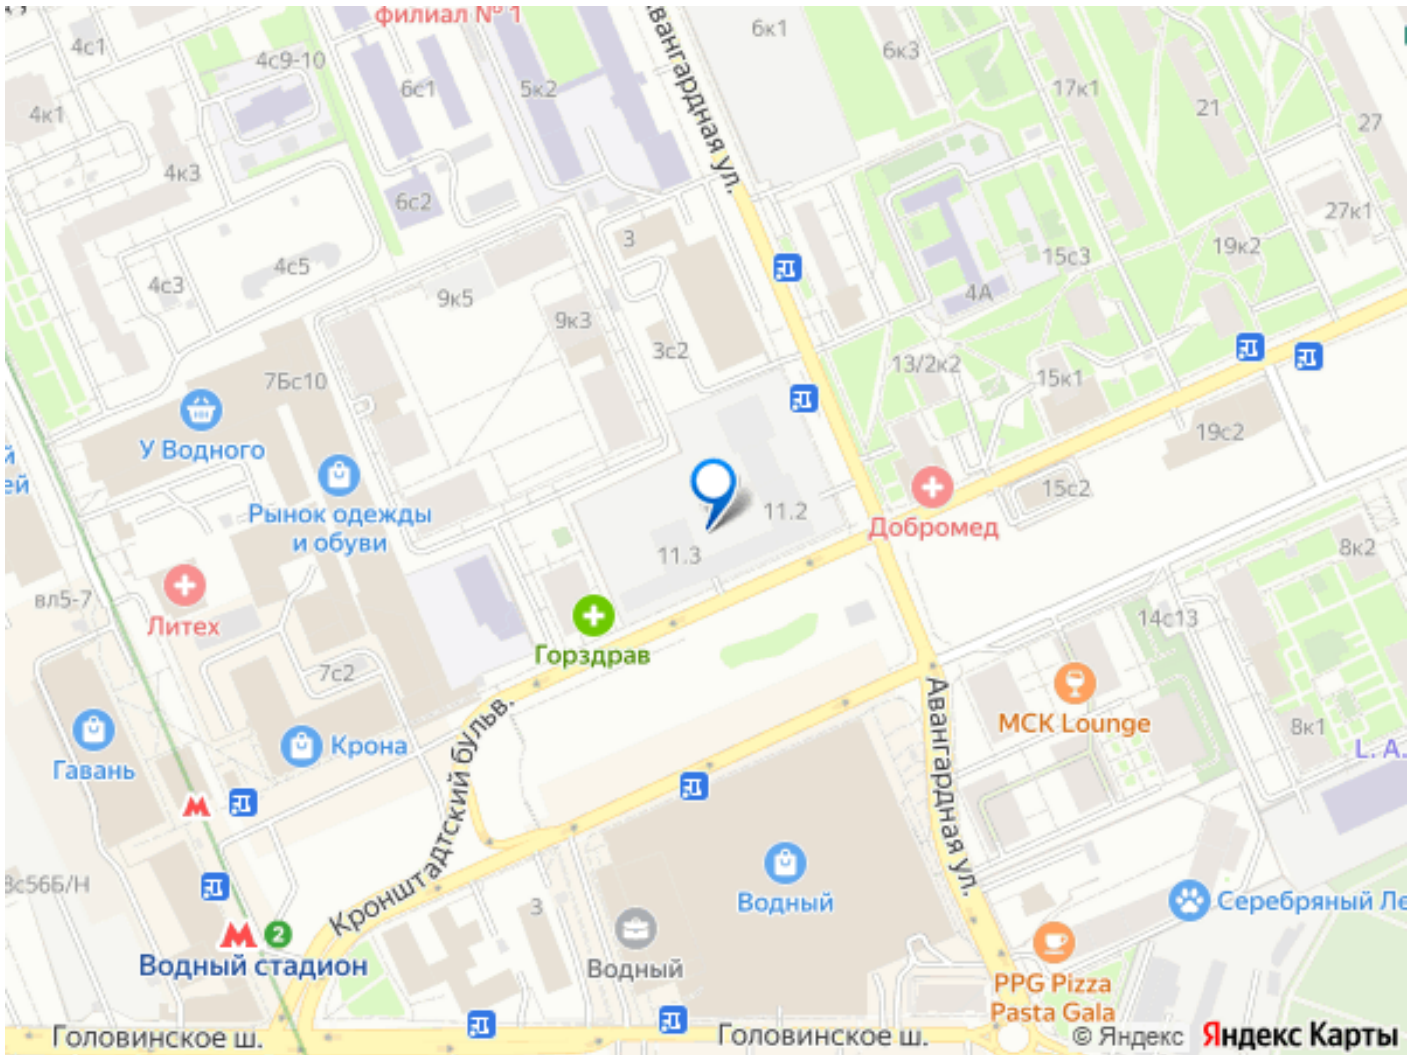 филиал № 1
4с1
4с9-10
6с1
5к2
Авангардная ул.
6к1
6к3
17к1
21
27
4к1
4к3
6с2
3
27к1
19к2
15с3
4А
4с3
4с5
9к5
9к3
3с2
13/2к2
15к1
7Бс10
У Водного
й
ей
19с2
15с2
Рынок одежды
и обуви
11.2
Добромед
11.3
8к2
вл5-7
Литех
Горздрав
14с13
7с2
Крона
Гавань
Кронштадтский бульв.
Авангардная ул.
MCK Lounge
8к1
L. A.
Водный
3
Серебряный Ле
2
Водный стадион
Водный
PPG Pizza
Pasta Gala
Головинское ш.
Головинское ш.
© Яндекс Яндекс Карты